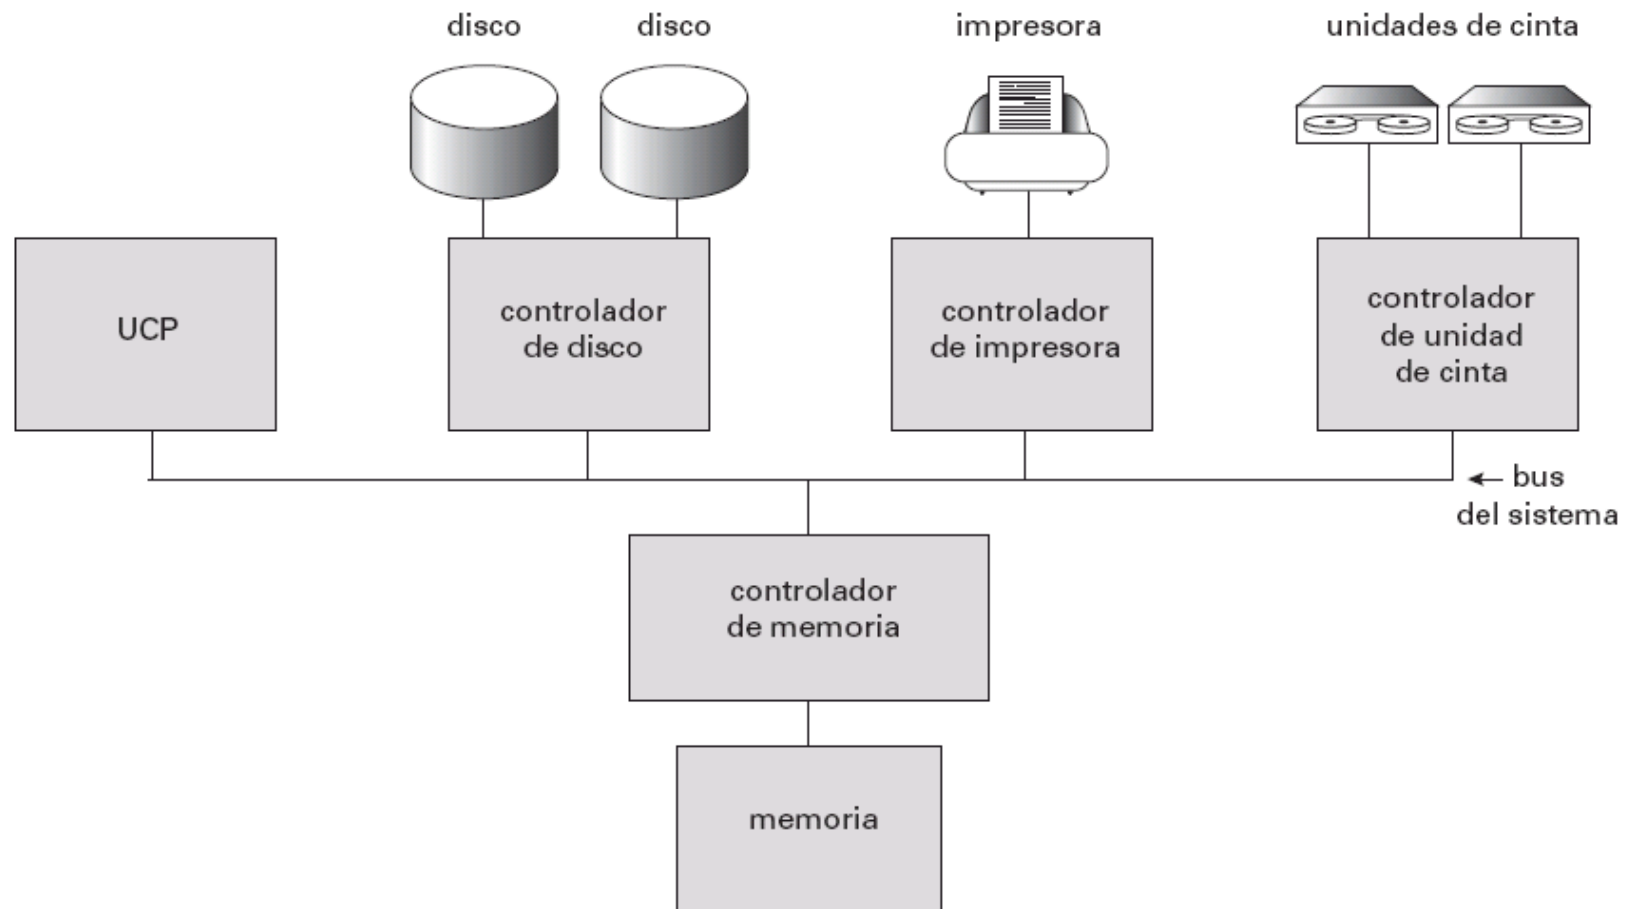 disco
disco
impresora
unidades de cinta
UCP
controlador
de disco
controlador
de impresora
controlador
de unidad
de cinta
bus
del sistema
controlador
de memoria
memoria